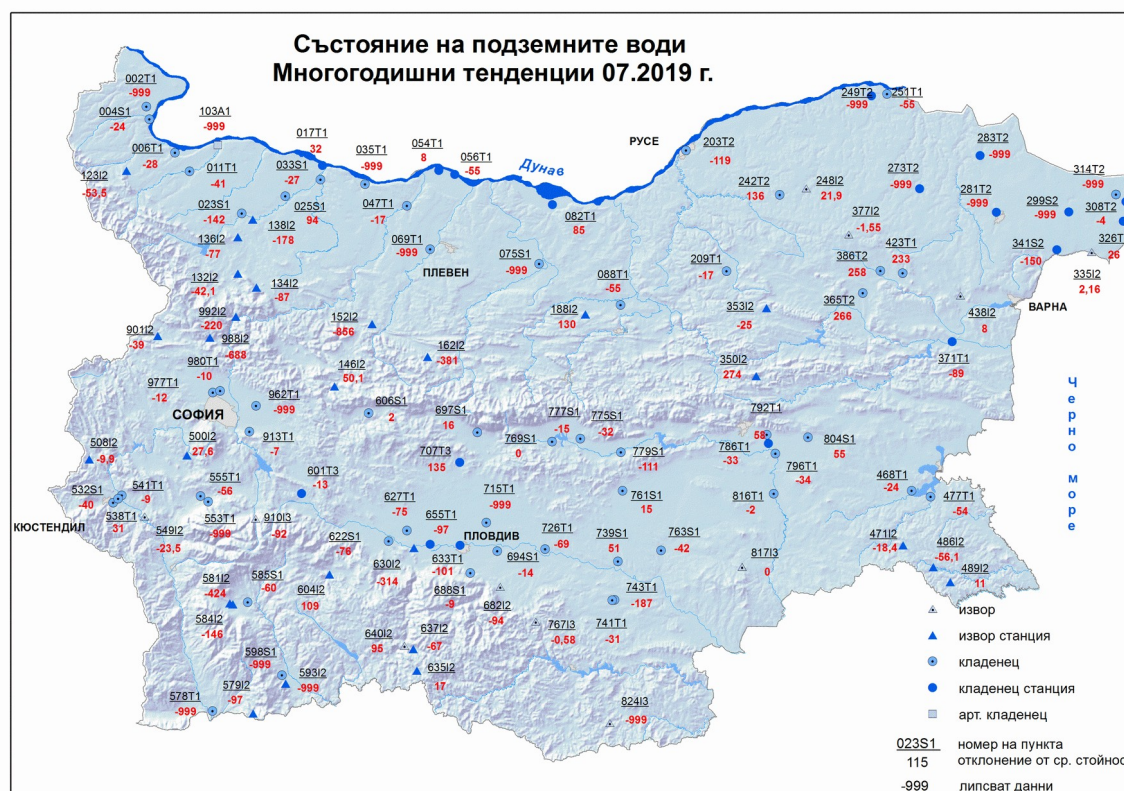 Състояние на подземните води
Многогодишни тенденции 07.2019 г.
002T1
-999
004S1
-24
103A1
-999
006T1
-28
017T1
32
035T1
-999
054T1
8
056T1
-55
Дунав
РУСЕ
203T2
-119
249T2
-999
251T1
-55
283T2
-999
123I2
-53,6
011T1
-41
033S1
-27
025S1
94
047T1
-17
023S1
-142
138I2
-178
136I2
-77
082T1
85
242T2
136
248I2
21,9
273T2
-999
281T2
-999
299S2
-999
314T2
-999
308T2
-4
326T
26
377I2
-1,55
423T1
233
386T2
258
341S2
-150
335I2
2,16
069T1
-999
ПЛЕВЕН
075S1
-999
088T1
-55
209T1
-17
365T2
266
132I2
-42,1
134I2
-87
992I2
-220
988I2
-688
901I2
-39
152I2
-856
188I2
130
353I2
-25
438I2
8
ВАРНА
162I2
-381
146I2
50,1
350I2
274
371T1
-89
980T1
-10
977T1
-12
СОФИЯ
962T1
-999
606S1
2
697S1
16
777S1
-15
775S1
-32
792T1
58
Черно море
913T1
-7
500I2
27,6
508I2
-9,9
707T3
135
769S1
0
779S1
-111
786T1
-33
804S1
55
796T1
-34
532S1
-40
541T1
-9
538T1
31
КЮСТЕНДИЛ
555T1
-56
553T1
-999
549I2
-23,5
601T3
-13
910I3
-92
627T1
-75
622S1
-76
655T1
-97
715T1
-999
ПЛОВДИВ
761S1
15
816T1
-2
468T1
-24
477T1
-54
726T1
-69
739S1
51
763S1
-42
694S1
-14
633T1
-101
630I2
-314
817I3
0
471I2
-18,4
486I2
-56,1
489I2
11
581I2
-424
585S1
-60
604I2
109
688S1
-9
682I2
-94
743T1
-187
741T1
-31
584I2
-146
640I2
95
637I2
-67
767I3
-0,58
598S1
-999
593I2
-999
635I2
17
579I2
-97
578T1
-999
824I3
-999
извор
извор станция
кладенец
кладенец станция
арт. кладенец
023S1 номер на пункта
115 отклонение от ср. стойнос
-999 липсват данни